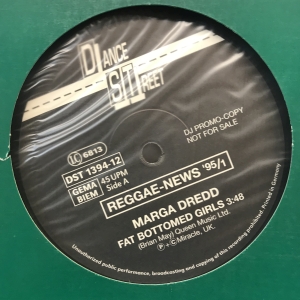 DANCE
STREET
DJ PROMO-COPY
NOT FOR SALE
LC 6813
DST 1394-12
GEMA
BIEM
45 UPM
Side A
REGGAE-NEWS '95/1
MARGA DREDD
FAT BOTTOMED GIRLS 3:48
(Brian May) Queen Music Ltd.
P + C Miracle, UK.
Unauthorized public performance, broadcasting and copying of this recording prohibited. Printed in Germany